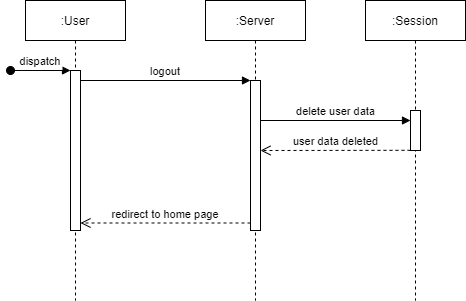 :User
:Server
:Session
dispatch
logout
delete user data
user data deleted
redirect to home page